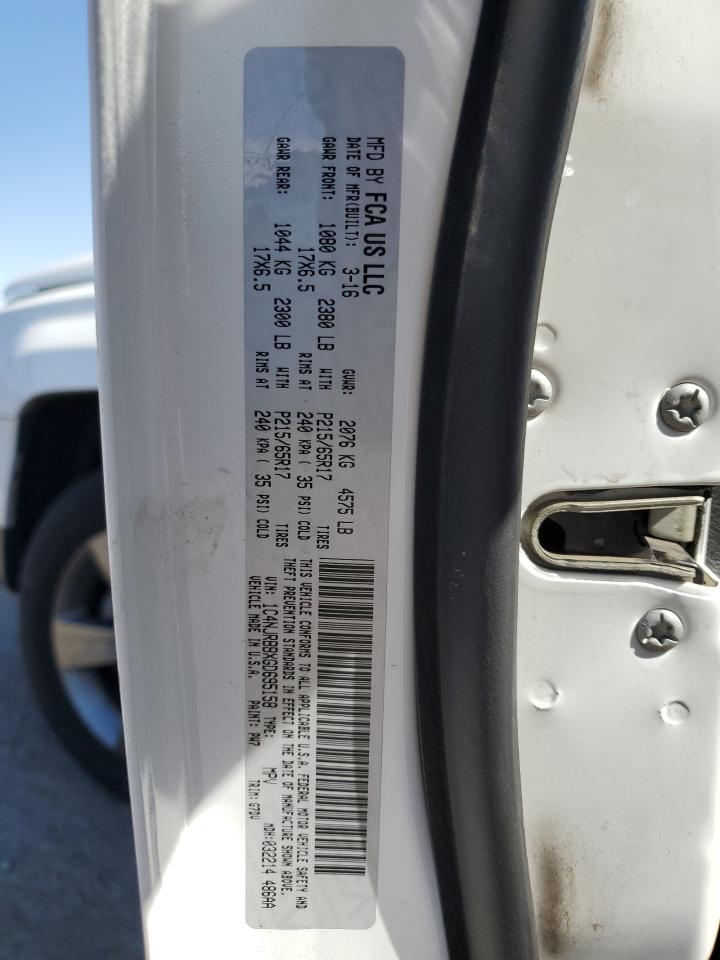 MFD BY FCA US LLC
DATE OF MFR(BUILT): 3-16 GVWR: 2076 KG 4575 LB
GAWR FRONT: 1080 KG 2380 LB WITH P215/65R17 TIRES
17X6.5 RIMS AT 240 KPA ( 35 PSI) COLD
GAWR REAR: 1044 KG 2300 LB WITH P215/65R17 TIRES
17X6.5 RIMS AT 240 KPA ( 35 PSI) COLD
THIS VEHICLE CONFORMS TO ALL APPLICABLE U.S.A. FEDERAL MOTOR VEHICLE SAFETY AND
THEFT PREVENTION STANDARDS IN EFFECT ON THE DATE OF MANUFACTURE SHOWN ABOVE.
VIN: 1C4NJRBBXGD695158 TYPE: MPV MDH:032214 486AA
VEHICLE MADE IN U.S.A. PAINT: PW7 TRIM: G7DV